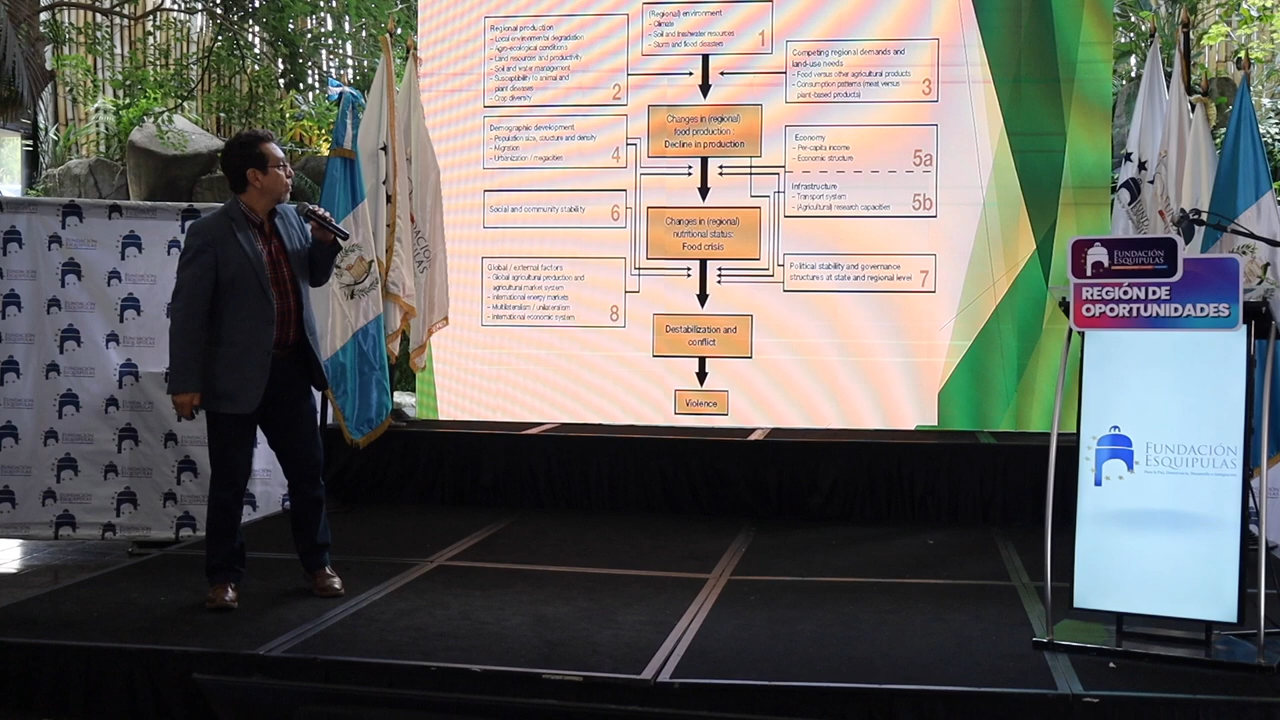 (Regional) environment
– Climate
– Soil and freshwater resources
– Storm and flood disasters
1
Regional production
– Local environmental degradation
– Agro-ecological conditions
– Land resources and productivity
– Soil and water management
– Susceptibility to animal and
plant diseases
– Crop diversity
2
Competing regional demands and
land-use needs
– Food versus other agricultural products
– Consumption patterns (meat versus
plant-based products)
3
Changes in (regional)
food production :
Decline in production
Demographic development
– Population size, structure and density
– Migration
– Urbanization / megacities
4
Economy
– Per-capita income
– Economic structure
5a
Infrastructure
– Transport system
– (Agricultural) research capacities
5b
Social and community stability
6
Changes in (regional)
nutritional status:
Food crisis
Global / external factors
– Global agricultural production and
agricultural market system
– International energy markets
– Multilateralism / unilateralism
– International economic system
8
Political stability and governance
structures at state and regional level
7
Destabilization and
conflict
Violence
FUNDACIÓN
ESQUIPULAS
REGIÓN DE
OPORTUNIDADES
FUNDACIÓN
ESQUIPULAS
FUNDACIÓN
ESQUIPULAS